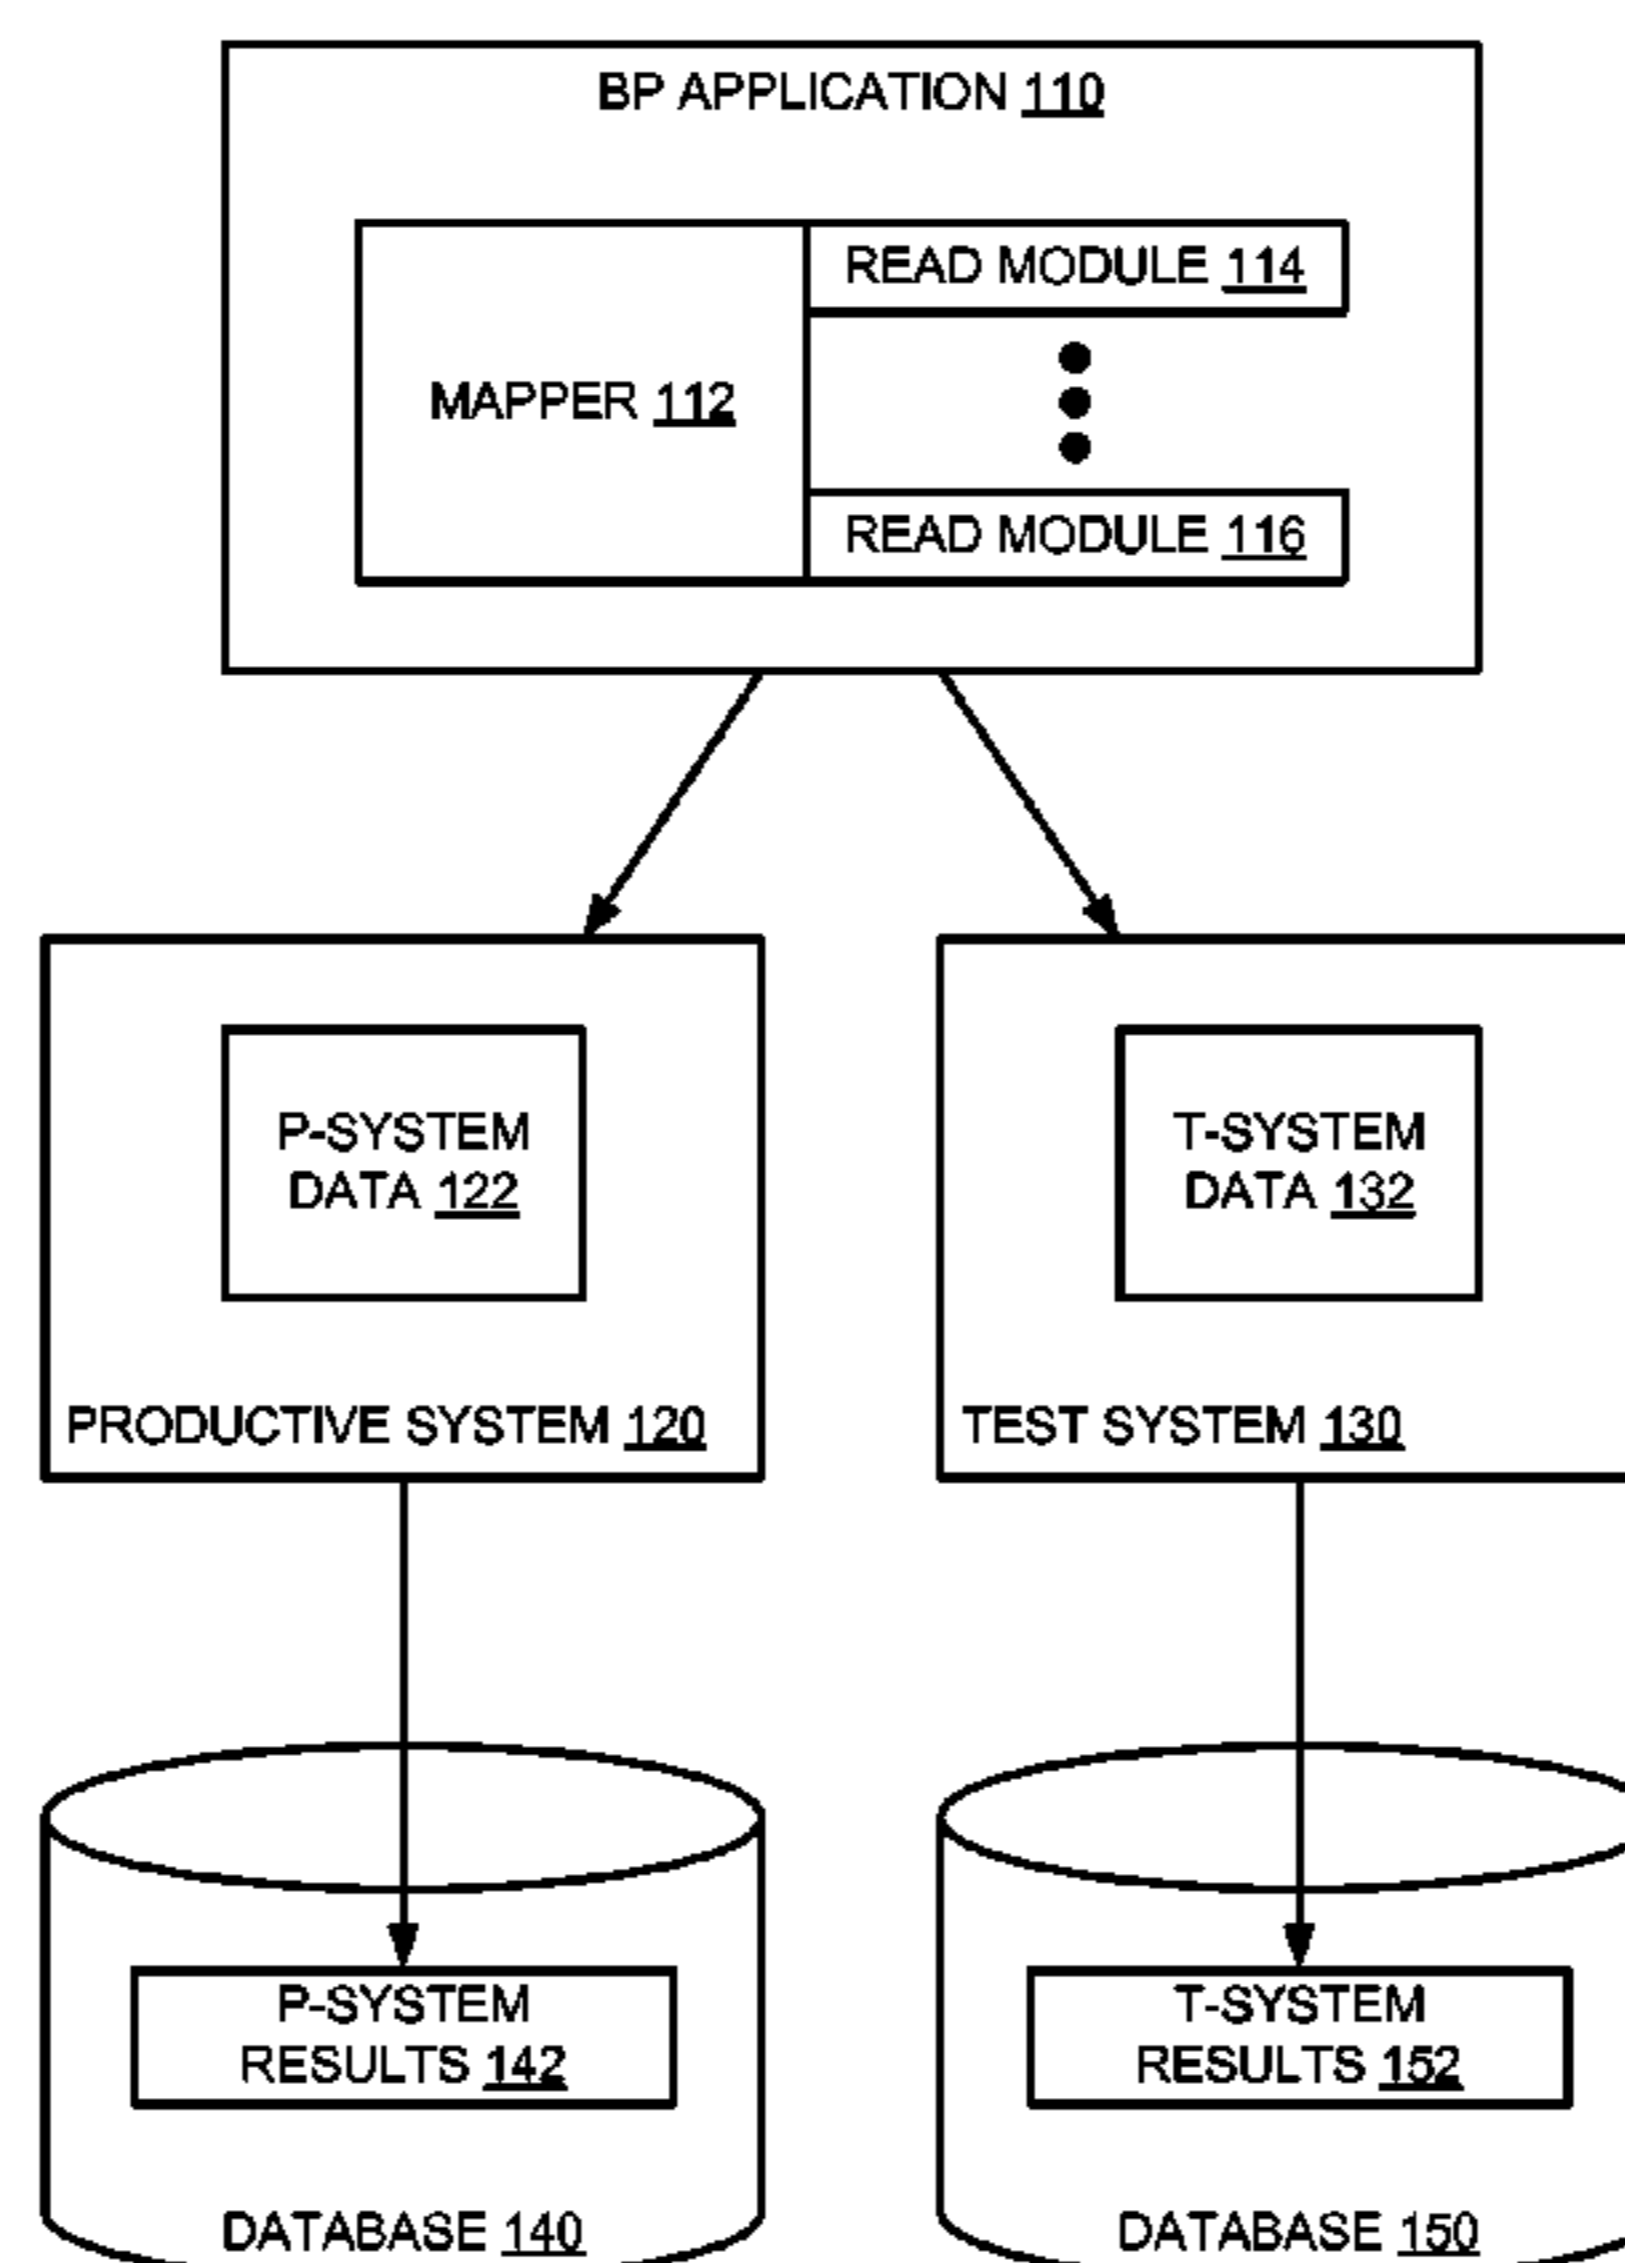 BP APPLICATION 110
READ MODULE 114
MAPPER 112
READ MODULE 116
P-SYSTEM
DATA 122
PRODUCTIVE SYSTEM 120
T-SYSTEM
DATA 132
TEST SYSTEM 130
P-SYSTEM
RESULTS 142
DATABASE 140
T-SYSTEM
RESULTS 152
DATABASE 150